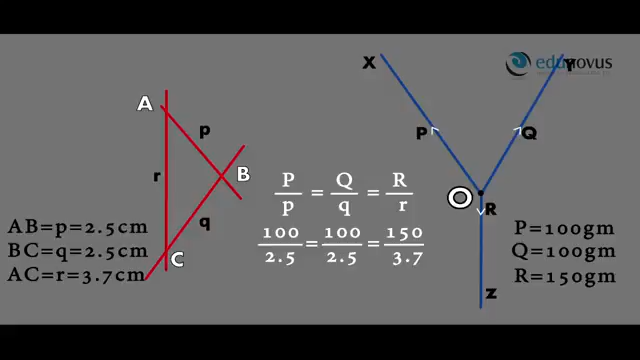 X
edunovus
Y
A
p
P
Q
r
B
P/p = Q/q = R/r
O
R
q
AB=p=2.5cm
100/2.5 = 100/2.5 = 150/3.7
P=100gm
BC=q=2.5cm
C
Q=100gm
AC=r=3.7cm
R=150gm
Z